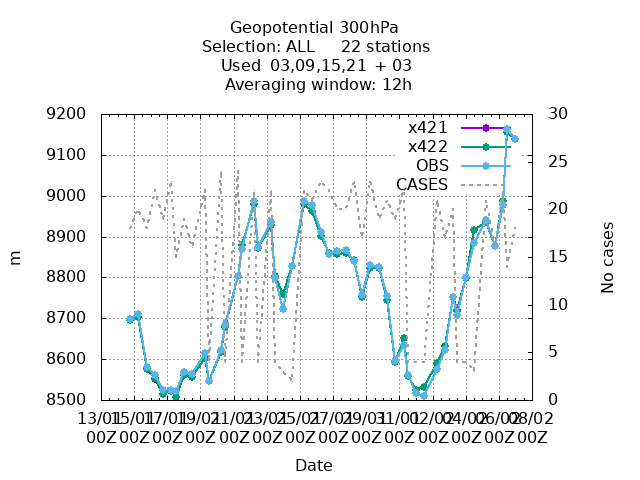 Geopotential 300hPa
Selection: ALL 22 stations
Used 03,09,15,21 + 03
Averaging window: 12h
9200
9100
9000
8900
8800
8700
8600
8500
m
30
25
20
15
10
5
0
No cases
x421
x422
OBS
CASES
13/01 15/01 17/01 19/01 21/01 23/01 25/01 27/01 29/01 31/01 02/02 04/02 06/02 08/02
00Z 00Z 00Z 00Z 00Z 00Z 00Z 00Z 00Z 00Z 00Z 00Z 00Z 00Z
Date